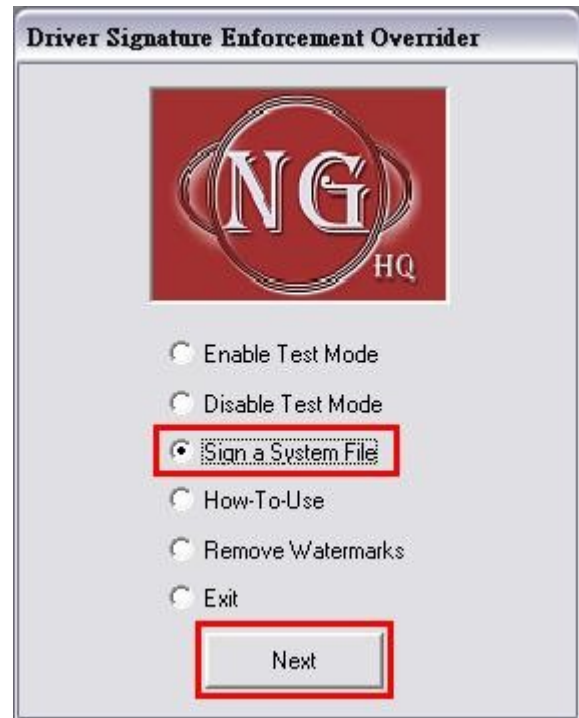 Driver Signature Enforcement Overrider
NG
HQ
Enable Test Mode
Disable Test Mode
Sign a System File
How-To-Use
Remove Watermarks
Exit
Next